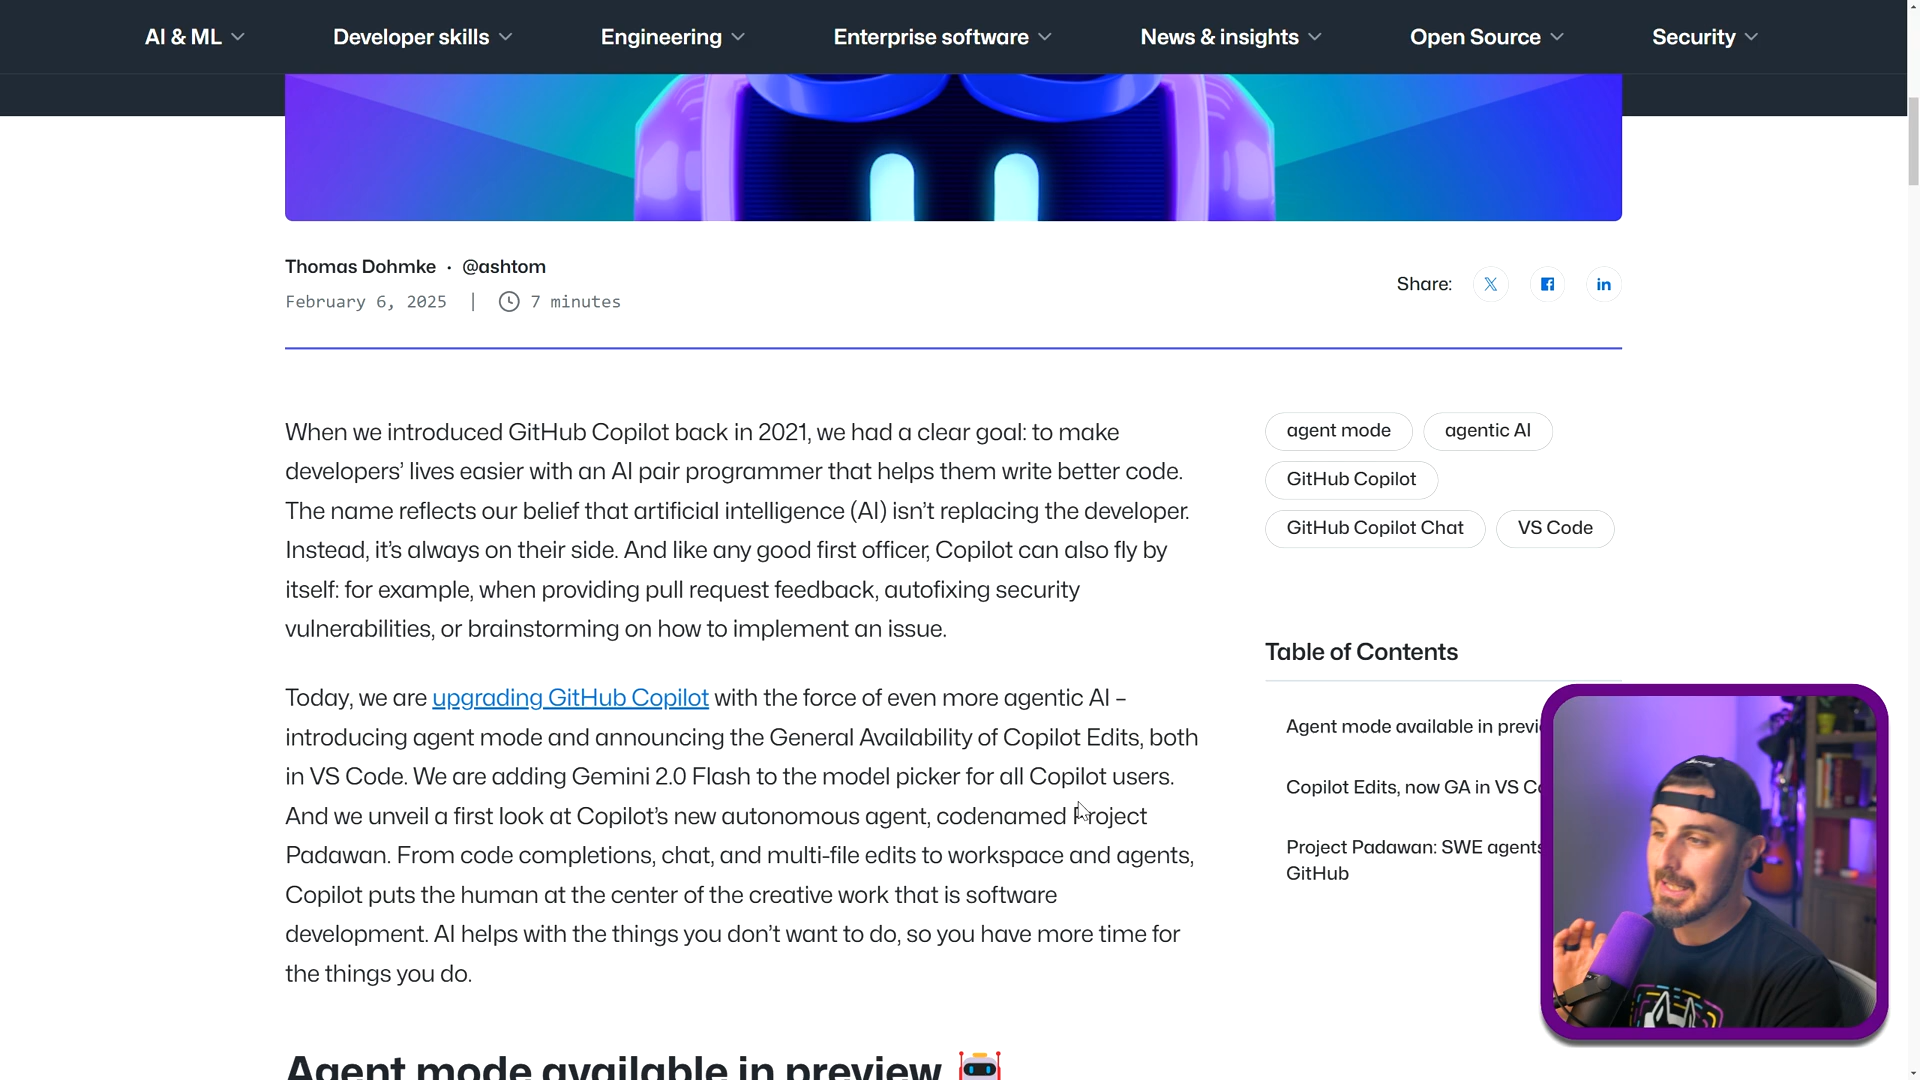 AI & ML
Developer skills
Engineering
Enterprise software
News & insights
Open Source
Security
Thomas Dohmke · @ashtom
February 6, 2025 | 7 minutes
Share:
When we introduced GitHub Copilot back in 2021, we had a clear goal: to make
developers’ lives easier with an AI pair programmer that helps them write better code.
The name reflects our belief that artificial intelligence (AI) isn’t replacing the developer.
Instead, it’s always on their side. And like any good first officer, Copilot can also fly by
itself: for example, when providing pull request feedback, autofixing security
vulnerabilities, or brainstorming on how to implement an issue.
Today, we are upgrading GitHub Copilot with the force of even more agentic AI –
introducing agent mode and announcing the General Availability of Copilot Edits, both
in VS Code. We are adding Gemini 2.0 Flash to the model picker for all Copilot users.
And we unveil a first look at Copilot’s new autonomous agent, codenamed Project
Padawan. From code completions, chat, and multi-file edits to workspace and agents,
Copilot puts the human at the center of the creative work that is software
development. AI helps with the things you don’t want to do, so you have more time for
the things you do.
Agent mode available in preview
agent mode
agentic AI
GitHub Copilot
GitHub Copilot Chat
VS Code
Table of Contents
Agent mode available in previ
Copilot Edits, now GA in VS Co
Project Padawan: SWE agents
GitHub